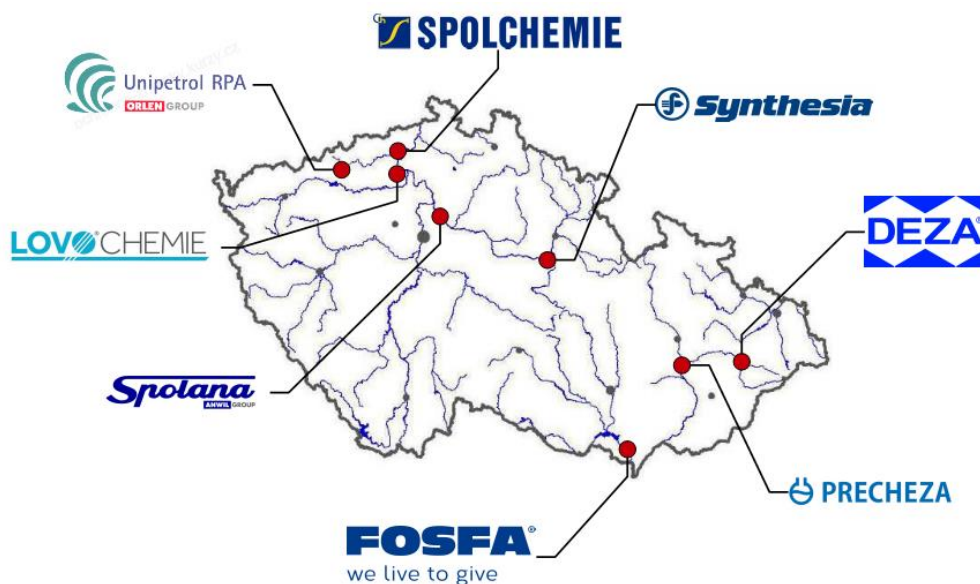 SPOLCHEMIE
Unipetrol RPA
ORLEN GROUP
Synthesia
DEZA
LOVOCHEMIE
Spolana
ANWIL GROUP
PRECHEZA
FOSFA®
we live to give